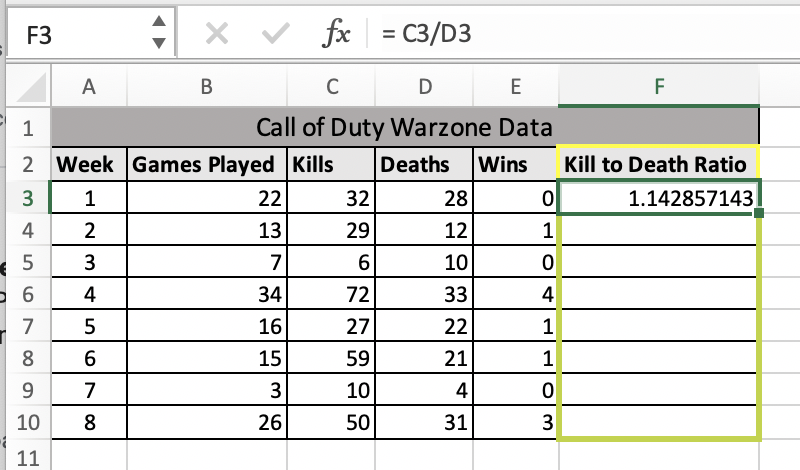 F3 fx = C3/D3
A B C D E F
1 Call of Duty Warzone Data
2 Week Games Played Kills Deaths Wins Kill to Death Ratio
3 1 22 32 28 0 1.142857143
4 2 13 29 12 1
5 3 7 6 10 0
6 4 34 72 33 4
7 5 16 27 22 1
8 6 15 59 21 1
9 7 3 10 4 0
10 8 26 50 31 3
11